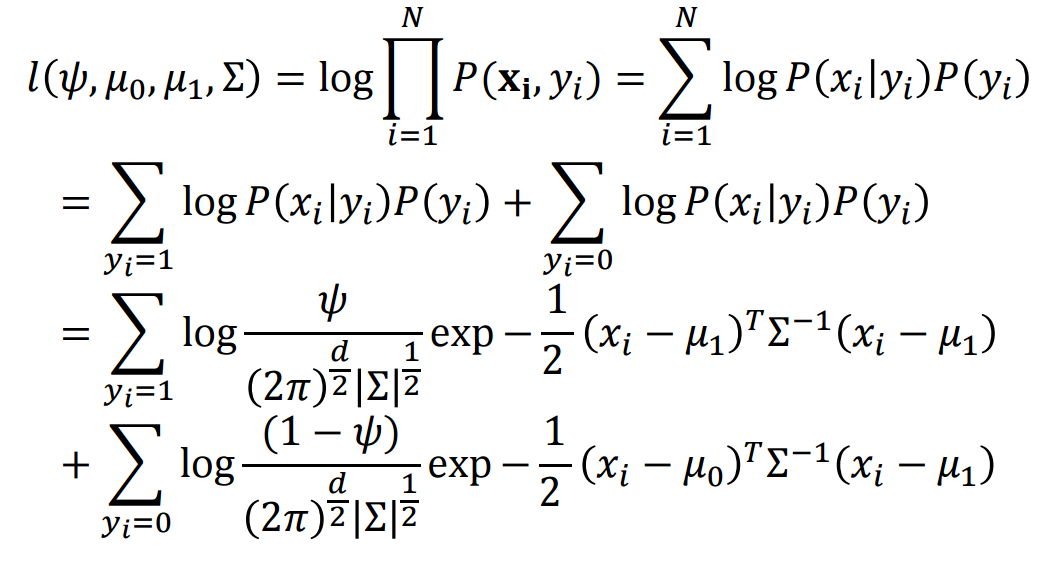 l(ψ, μ₀, μ₁, Σ) = log ∏_{i=1}^{N} P(𝐱ᵢ, yᵢ) = ∑_{i=1}^{N} log P(xᵢ|yᵢ)P(yᵢ)
= ∑_{yᵢ=1} log P(xᵢ|yᵢ)P(yᵢ) + ∑_{yᵢ=0} log P(xᵢ|yᵢ)P(yᵢ)
= ∑_{yᵢ=1} log ψ/((2π)^{d/2}|Σ|^{1/2}) exp − 1/2 (xᵢ − μ₁)ᵀΣ⁻¹(xᵢ − μ₁)
+ ∑_{yᵢ=0} log (1 − ψ)/((2π)^{d/2}|Σ|^{1/2}) exp − 1/2 (xᵢ − μ₀)ᵀΣ⁻¹(xᵢ − μ₁)